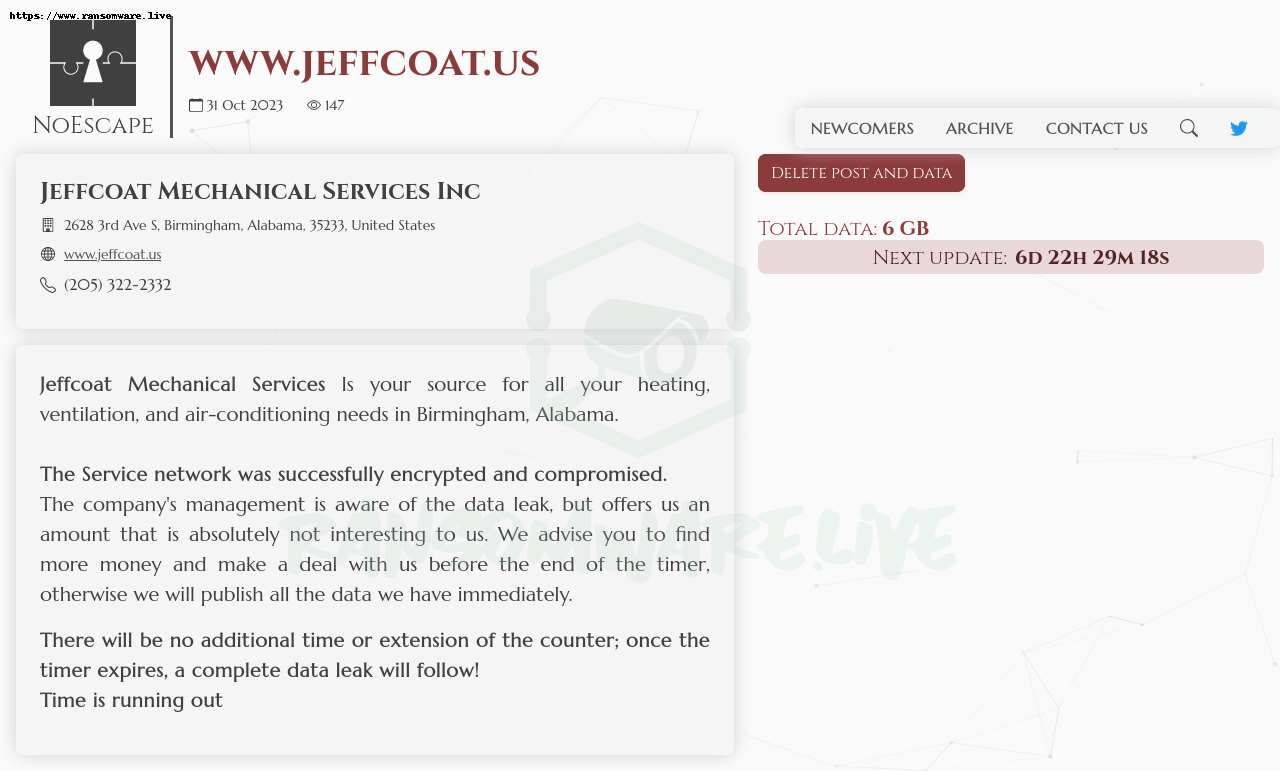 https://www.ransomware.live
NoEscape
www.jeffcoat.us
31 Oct 2023 147
NEWCOMERS ARCHIVE CONTACT US
Delete post and data
Total data: 6 GB
Next update: 6d 22h 29m 18s
Jeffcoat Mechanical Services Inc
2628 3rd Ave S, Birmingham, Alabama, 35233, United States
www.jeffcoat.us
(205) 322-2332
Jeffcoat Mechanical Services Is your source for all your heating,
ventilation, and air-conditioning needs in Birmingham, Alabama.
The Service network was successfully encrypted and compromised.
The company's management is aware of the data leak, but offers us an
amount that is absolutely not interesting to us. We advise you to find
more money and make a deal with us before the end of the timer,
otherwise we will publish all the data we have immediately.
There will be no additional time or extension of the counter; once the
timer expires, a complete data leak will follow!
Time is running out
RANSOMWARE.LIVE